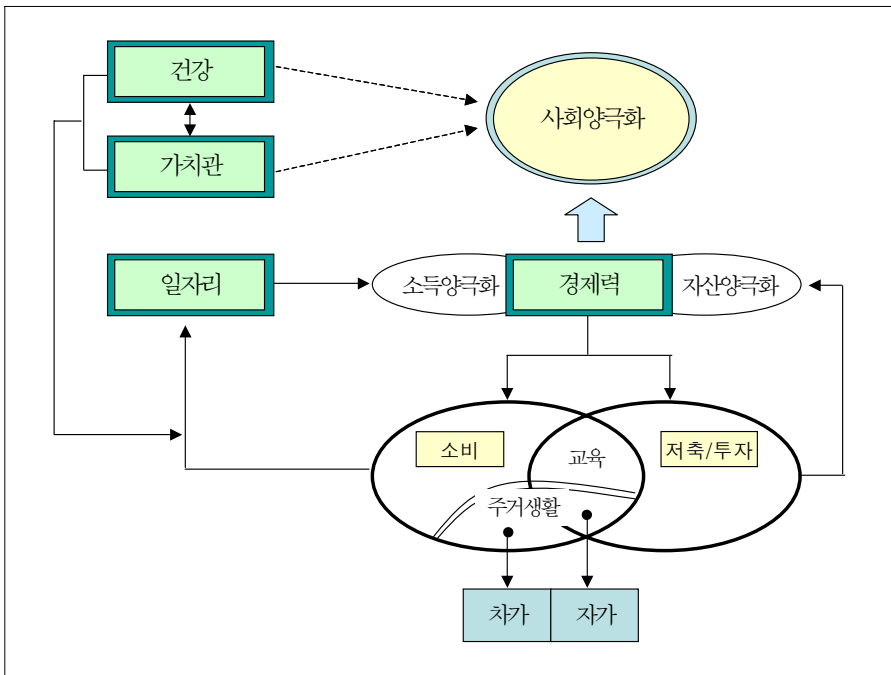 건강
사회양극화
가치관
일자리
소득양극화
경제력
자산양극화
소비
교육
저축/투자
주거생활
차가
자가